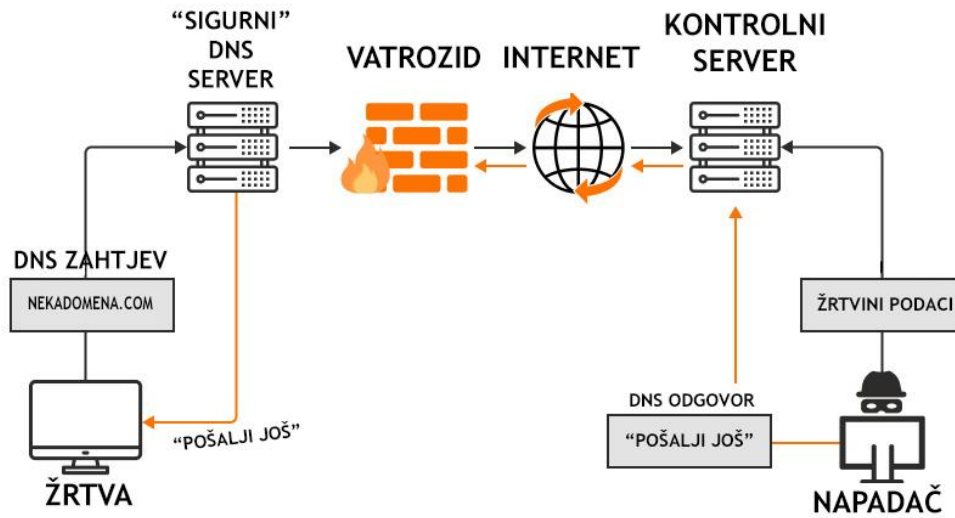 “SIGURNI”
DNS
SERVER
VATROZID
INTERNET
KONTROLNI
SERVER
DNS ZAHTJEV
NEKADOMENA.COM
ŽRTVINI PODACI
“POŠALJI JOŠ”
DNS ODGOVOR
“POŠALJI JOŠ”
ŽRTVA
NAPADAČ